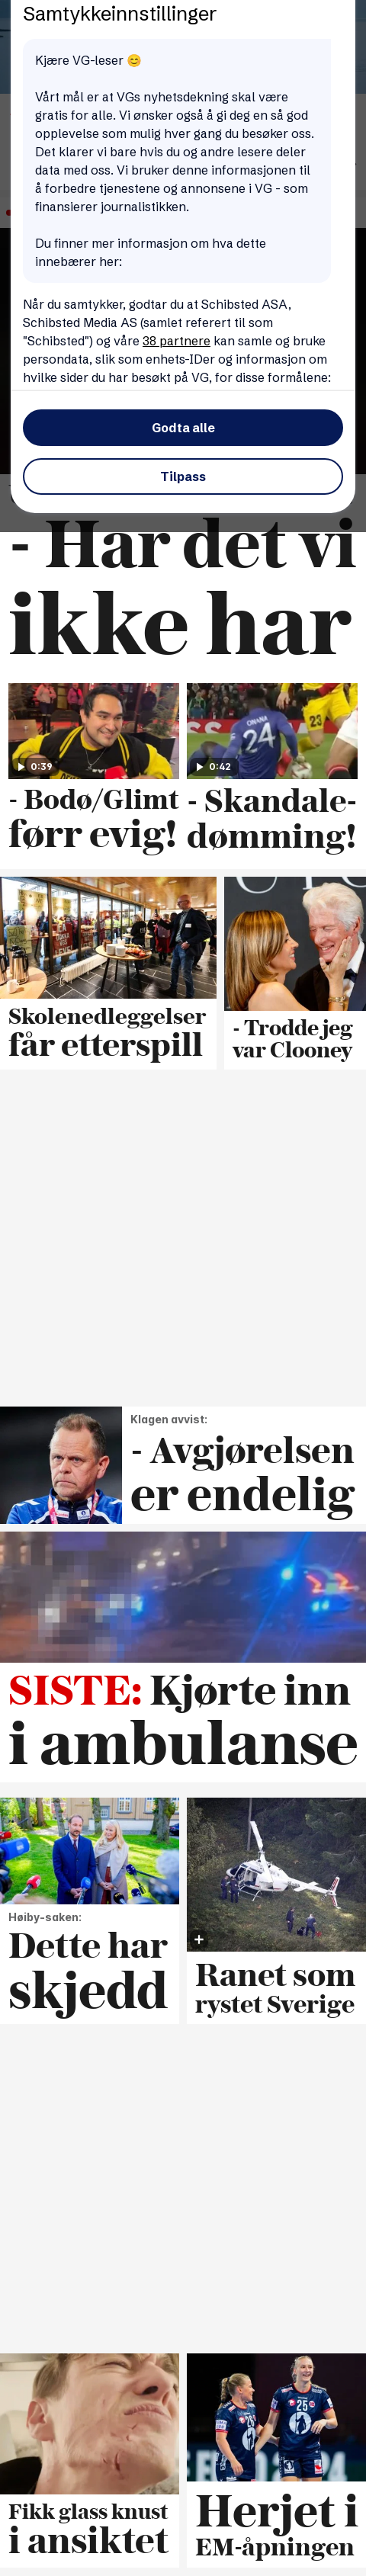 Samtykkeinnstillinger
Kjære VG-leser 😊
Vårt mål er at VGs nyhetsdekning skal være
gratis for alle. Vi ønsker også å gi deg en så god
opplevelse som mulig hver gang du besøker oss.
Det klarer vi bare hvis du og andre lesere deler
data med oss. Vi bruker denne informasjonen til
å forbedre tjenestene og annonsene i VG - som
finansierer journalistikken.
Du finner mer informasjon om hva dette
innebærer her:
Når du samtykker, godtar du at Schibsted ASA,
Schibsted Media AS (samlet referert til som
"Schibsted") og våre 38 partnere kan samle og bruke
persondata, slik som enhets-IDer og informasjon om
hvilke sider du har besøkt på VG, for disse formålene:
Godta alle
Tilpass
- Har det vi
ikke har
0:39
0:42
- Bodø/Glimt
førr evig!
- Skandale-
dømming!
Skolenedleggelser
får etterspill
- Trodde jeg
var Clooney
Klagen avvist:
- Avgjørelsen
er endelig
SISTE: Kjørte inn
i ambulanse
Høiby-saken:
Dette har
skjedd
Ranet som
rystet Sverige
Fikk glass knust
i ansiktet
Herjet i
EM-åpningen